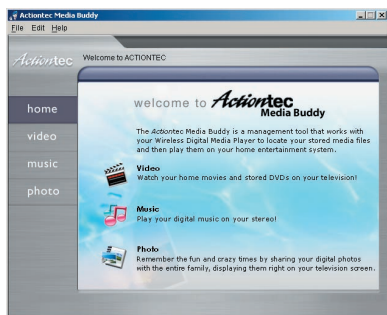 Actiontec Media Buddy
File Edit Help
Actiontec
Welcome to ACTIONTEC
home
video
music
photo
welcome to Actiontec
Media Buddy
The Actiontec Media Buddy is a management tool that works with
your Wireless Digital Media Player to locate your stored media files
and then play them on your home entertainment system.
Video
Watch your home movies and stored DVDs on your television!
Music
Play your digital music on your stereo!
Photo
Remember the fun and crazy times by sharing your digital photos
with the entire family, displaying them right on your television screen.